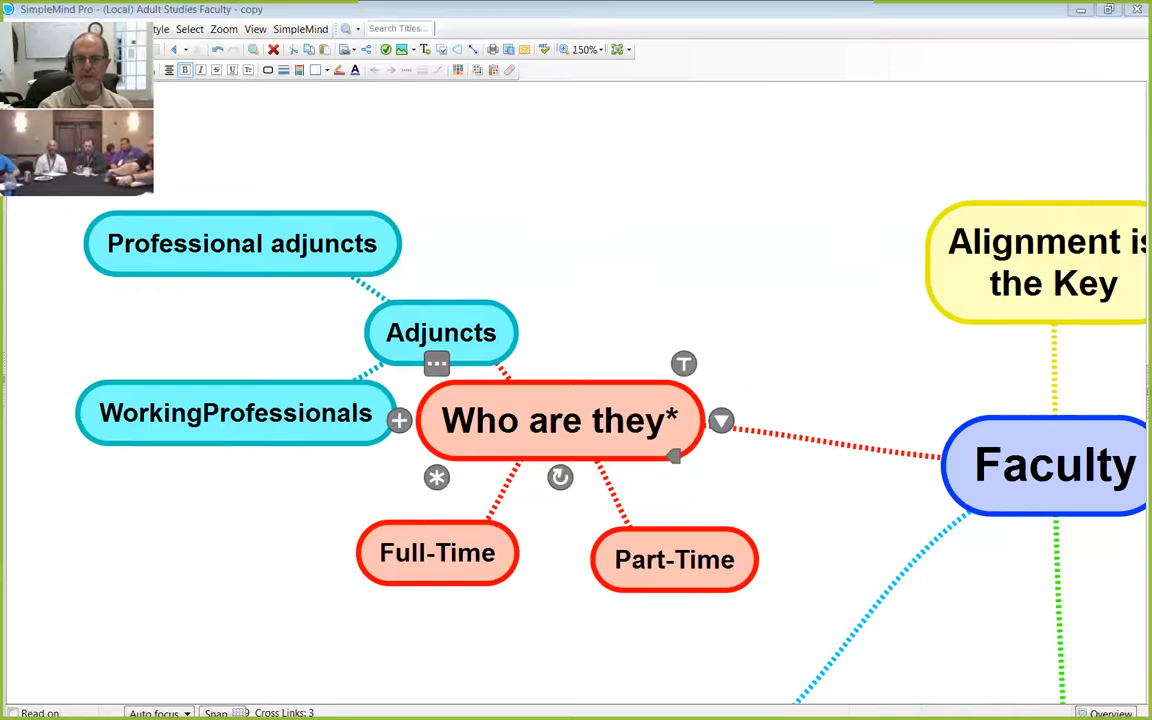 SimpleMind Pro - (Local) Adult Studies Faculty - copy
tyle Select Zoom View SimpleMind Search Titles...
150%
Professional adjuncts
Adjuncts
WorkingProfessionals
Who are they*
Full-Time
Part-Time
Alignment is
the Key
Faculty
Read on
Auto focus
Snap
9 Cross Links: 3
Overview